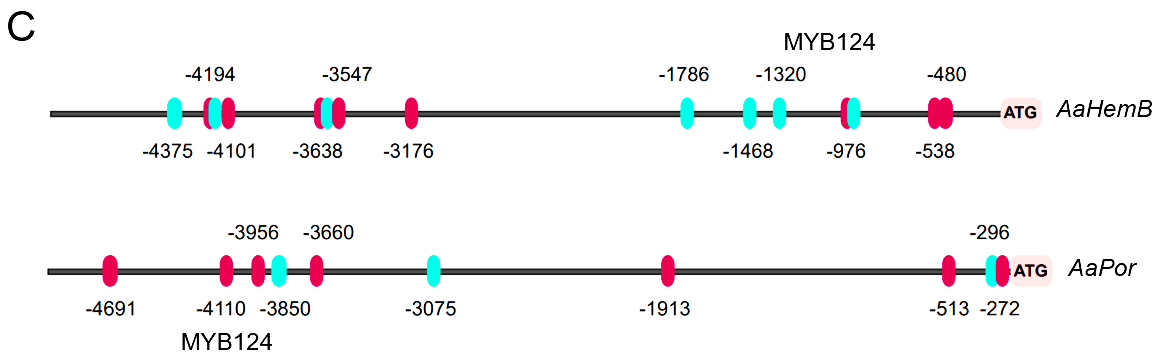 C
MYB124
-4194 -3547 -1786 -1320 -480
ATG AaHemB
-4375 -4101 -3638 -3176 -1468 -976 -538
-3956 -3660 -296
ATG AaPor
-4691 -4110 -3850 -3075 -1913 -513 -272
MYB124